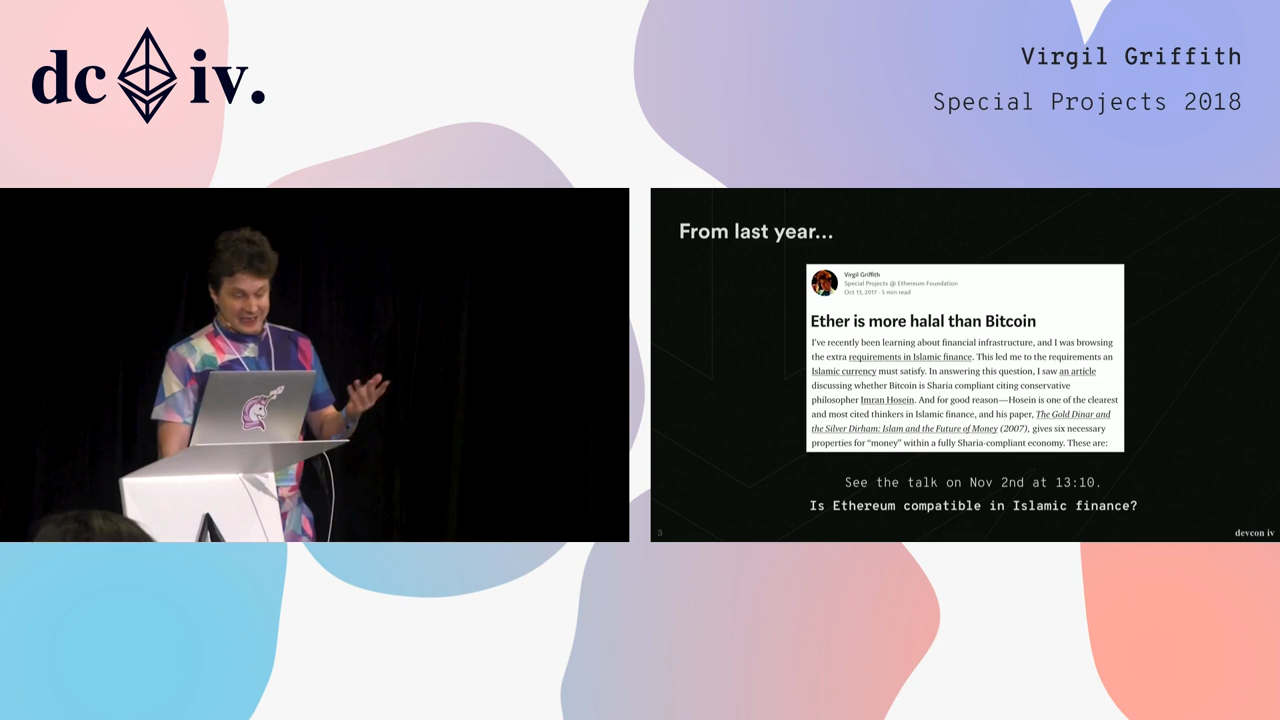 dc iv.
Virgil Griffith
Special Projects 2018
From last year...
Virgil Griffith
Special Projects @ Ethereum Foundation
Oct 13, 2017 · 5 min read
Ether is more halal than Bitcoin
I've recently been learning about financial infrastructure, and I was browsing
the extra requirements in Islamic finance. This led me to the requirements an
Islamic currency must satisfy. In answering this question, I saw an article
discussing whether Bitcoin is Sharia compliant citing conservative
philosopher Imran Hosein. And for good reason—Hosein is one of the clearest
and most cited thinkers in Islamic finance, and his paper, The Gold Dinar and
the Silver Dirham: Islam and the Future of Money (2007), gives six necessary
properties for "money" within a fully Sharia-compliant economy. These are:
See the talk on Nov 2nd at 13:10.
Is Ethereum compatible in Islamic finance?
3
devcon iv